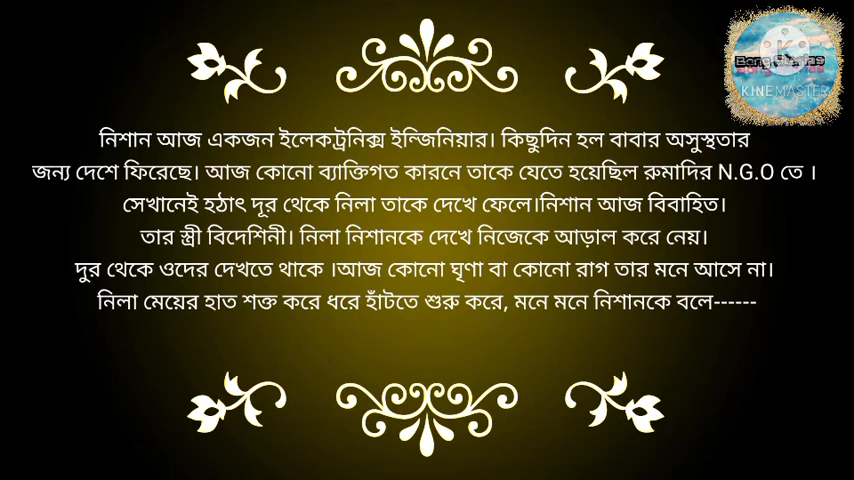 নিশান আজ একজন ইলেকট্রনিক্স ইন্জিনিয়ার। কিছুদিন হল বাবার অসুস্থতার
জন্য দেশে ফিরেছে। আজ কোনো ব্যাক্তিগত কারনে তাকে যেতে হয়েছিল রুমাদির N.G.O তে ।
সেখানেই হঠাৎ দূর থেকে নিলা তাকে দেখে ফেলে।নিশান আজ বিবাহিত।
তার স্ত্রী বিদেশিনী। নিলা নিশানকে দেখে নিজেকে আড়াল করে নেয়।
দুর থেকে ওদের দেখতে থাকে ।আজ কোনো ঘৃণা বা কোনো রাগ তার মনে আসে না।
নিলা মেয়ের হাত শক্ত করে ধরে হাঁটতে শুরু করে, মনে মনে নিশানকে বলে------
K
KINEMASTER